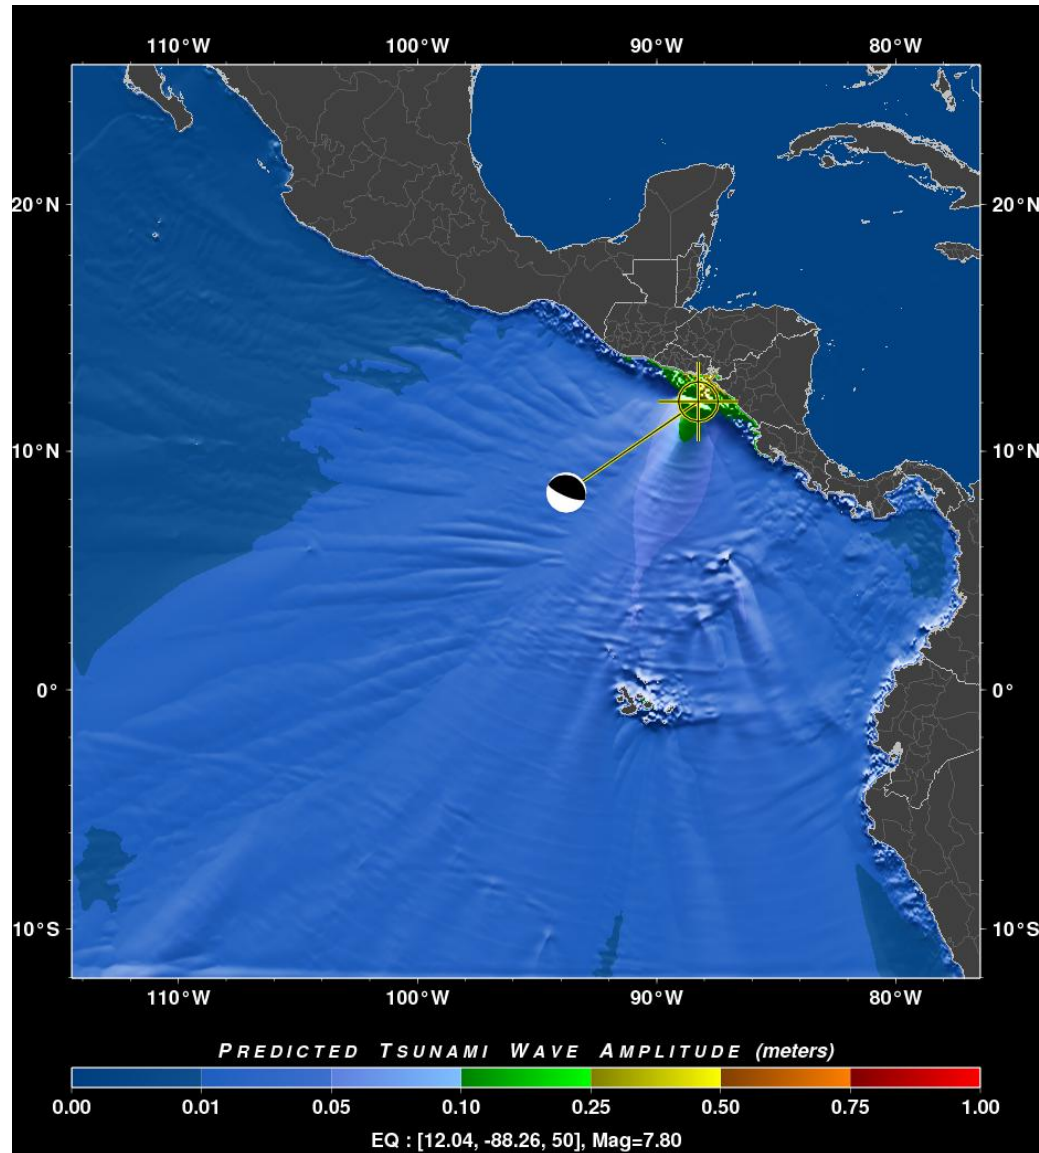 110°W 100°W 90°W 80°W
20°N 20°N
10°N 10°N
0° 0°
10°S 10°S
110°W 100°W 90°W 80°W
PREDICTED TSUNAMI WAVE AMPLITUDE (meters)
0.00 0.01 0.05 0.10 0.25 0.50 0.75 1.00
EQ : [12.04, -88.26, 50], Mag=7.80